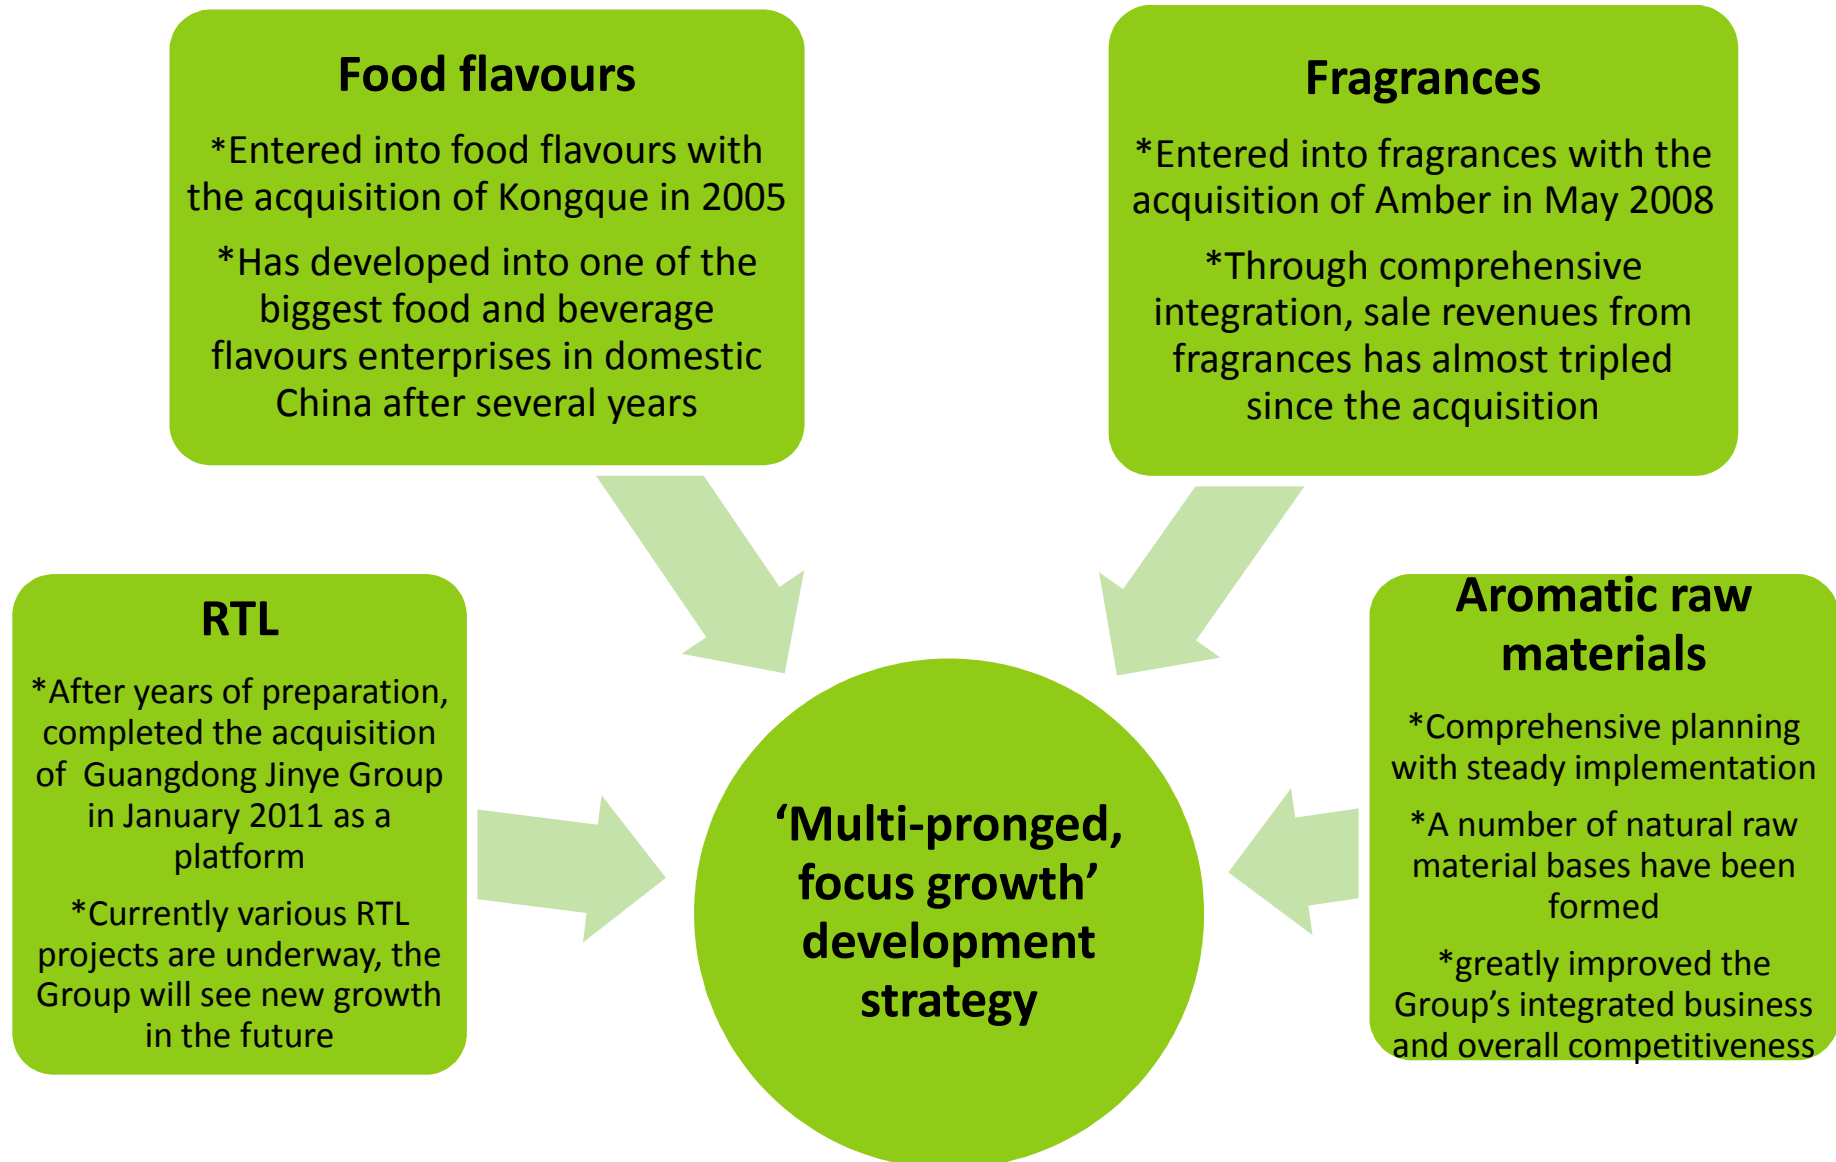 Food flavours
*Entered into food flavours with
the acquisition of Kongque in 2005
*Has developed into one of the
biggest food and beverage
flavours enterprises in domestic
China after several years
Fragrances
*Entered into fragrances with the
acquisition of Amber in May 2008
*Through comprehensive
integration, sale revenues from
fragrances has almost tripled
since the acquisition
RTL
*After years of preparation,
completed the acquisition
of  Guangdong Jinye Group
in January 2011 as a
platform
*Currently various RTL
projects are underway, the
Group will see new growth
in the future
‘Multi-pronged,
focus growth’
development
strategy
Aromatic raw
materials
*Comprehensive planning
with steady implementation
*A number of natural raw
material bases have been
formed
*greatly improved the
Group’s integrated business
and overall competitiveness